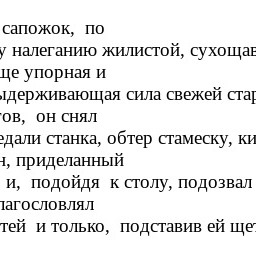 сапожок, по
у налеганию жилистой, сухощав
ще упорная и
ыдерживающая сила свежей стар
ов, он снял
едали станка, обтер стамеску, ки
н, приделанный
и, подойдя к столу, подозвал
лагословлял
тей и только, подставив ей щет